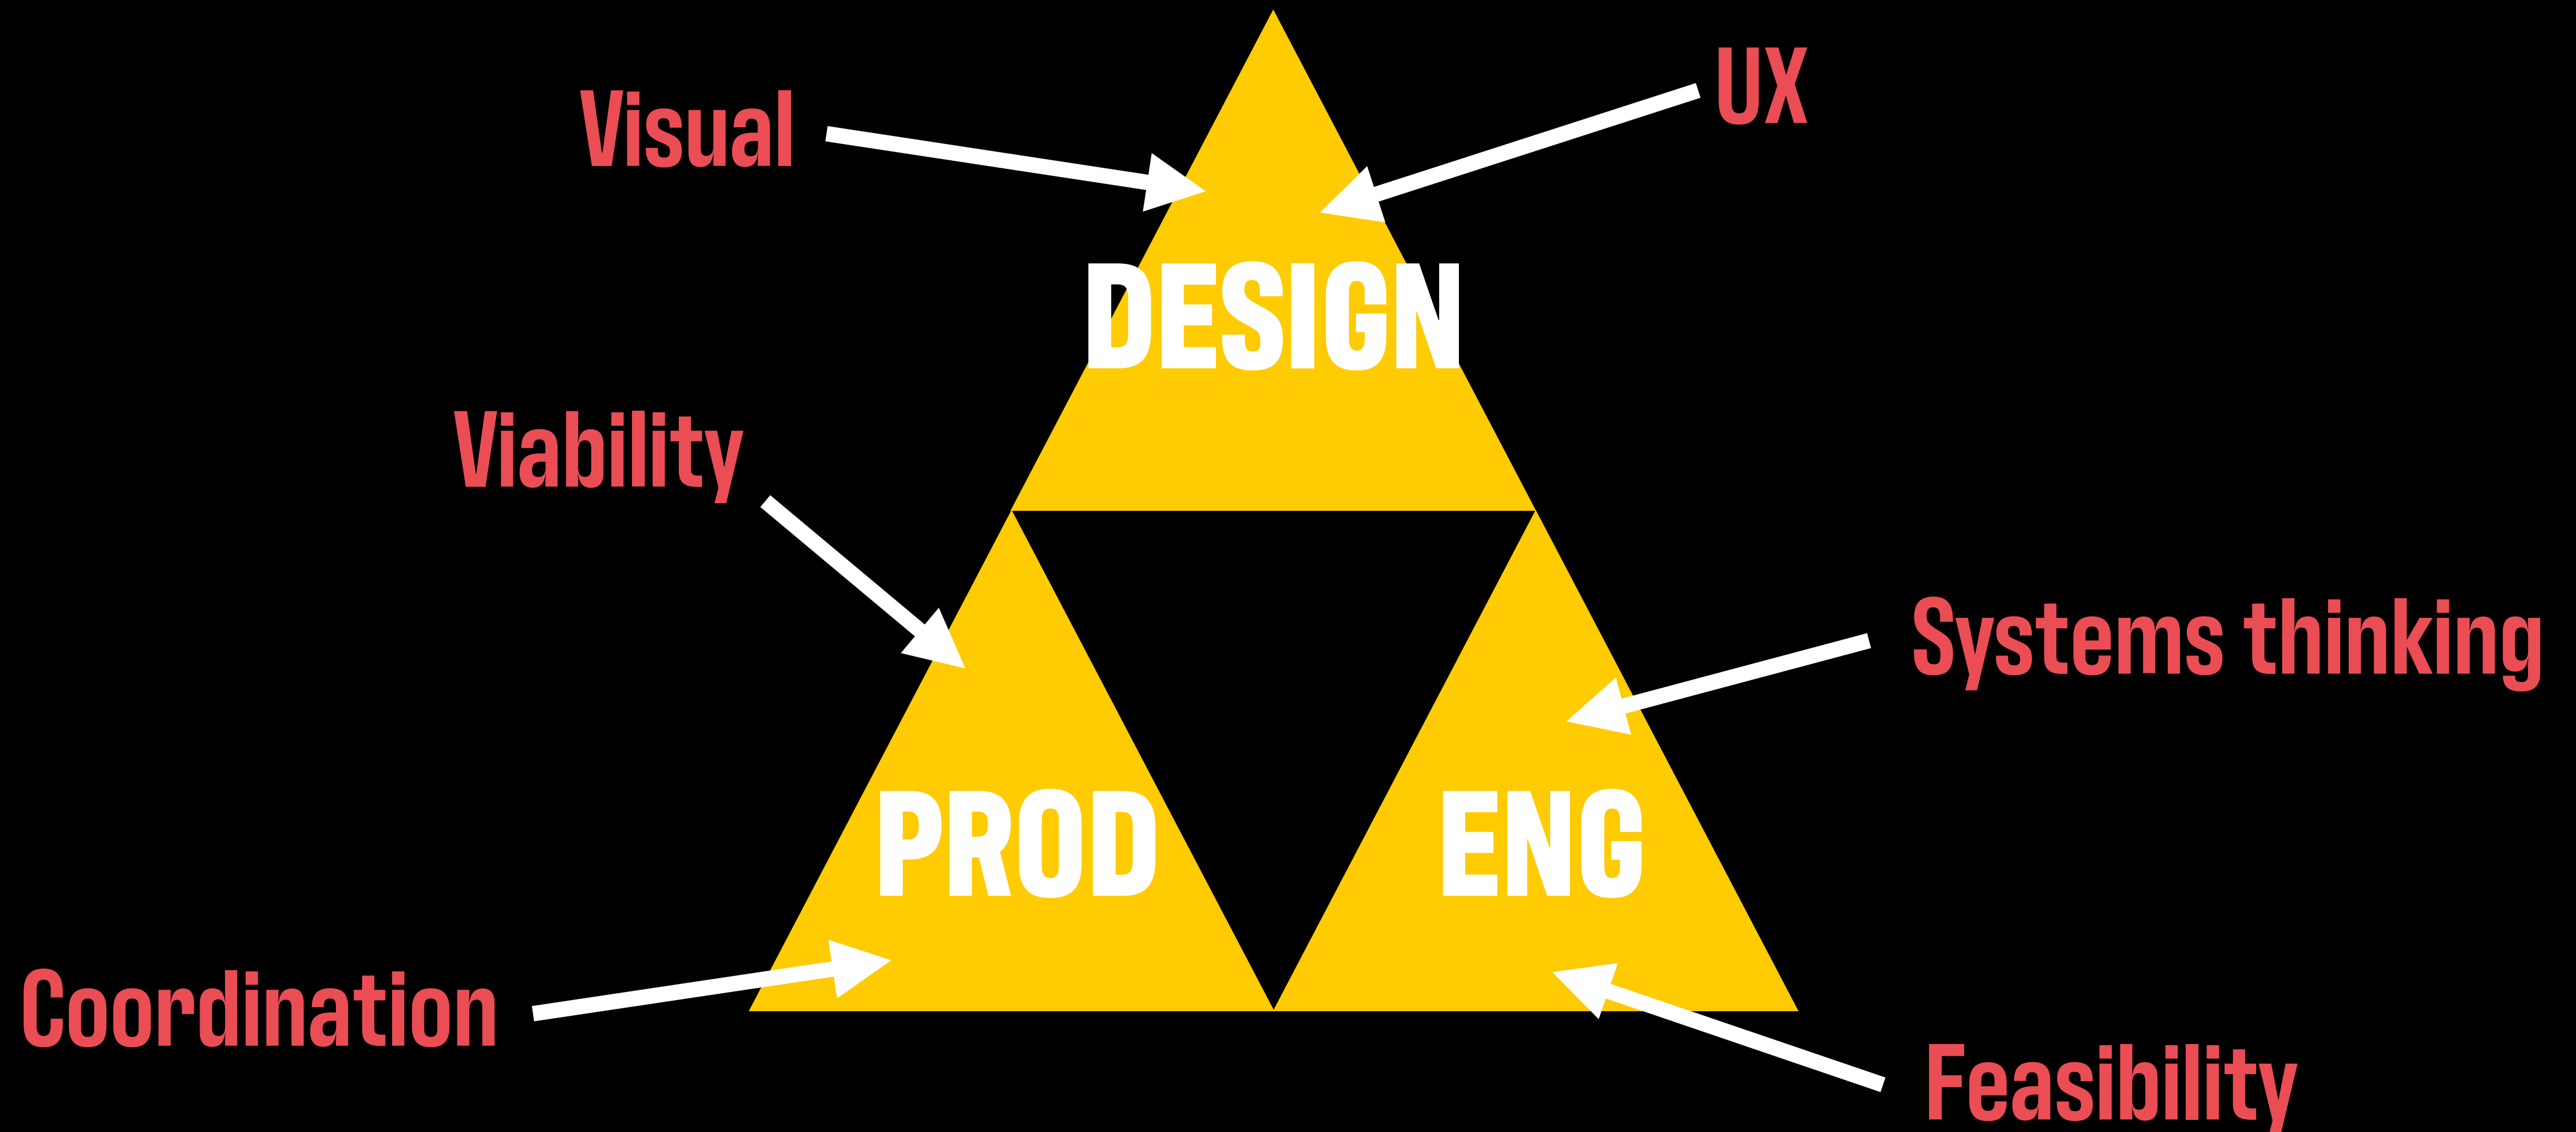 UX
Visual
DESIGN
Viability
Systems thinking
PROD
ENG
Coordination
Feasibility